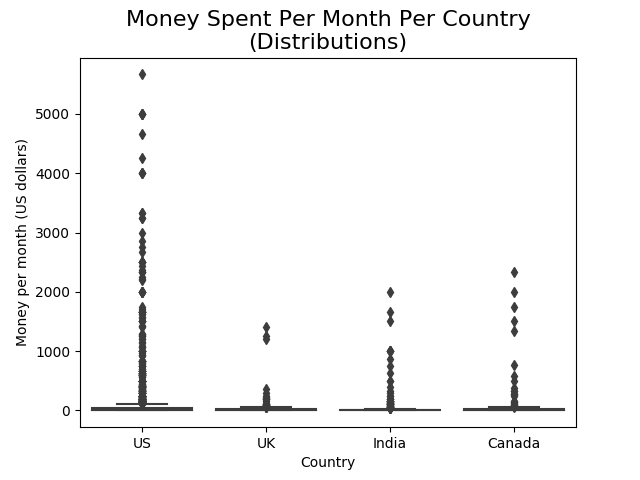 Money Spent Per Month Per Country
(Distributions)
Money per month (US dollars)
5000
4000
3000
2000
1000
0
US UK India Canada
Country